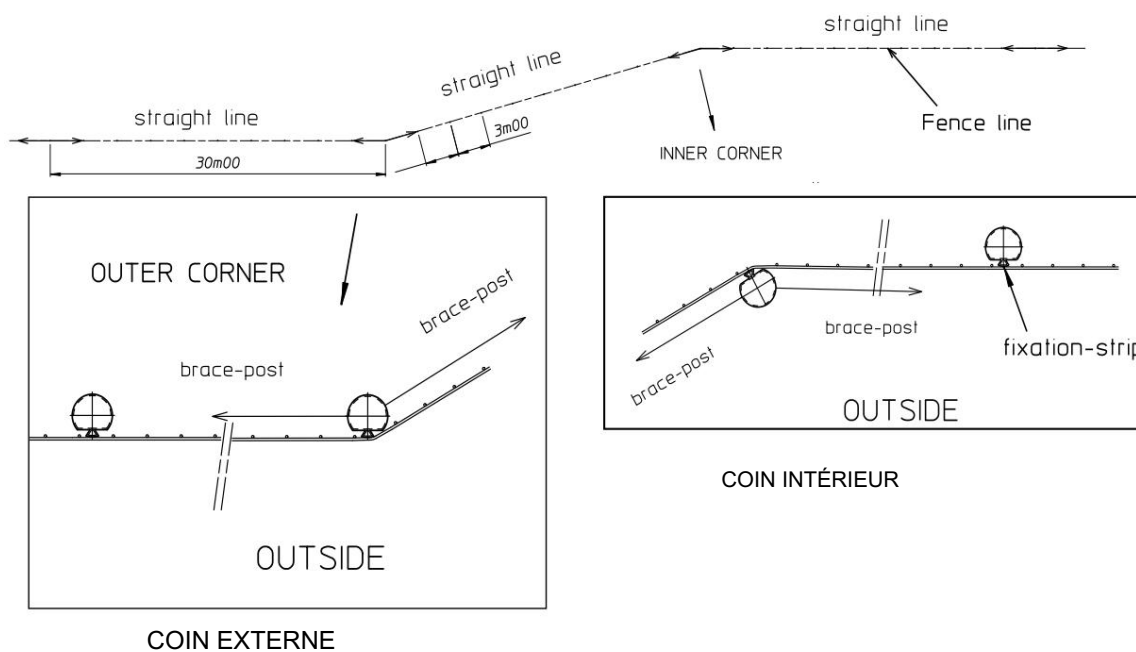 straight line
straight line
straight line
Fence line
3m00
30m00
INNER CORNER
OUTER CORNER
brace-post
brace-post
OUTSIDE
COIN EXTERNE
brace-post
brace-post
fixation-strip
OUTSIDE
COIN INTÉRIEUR